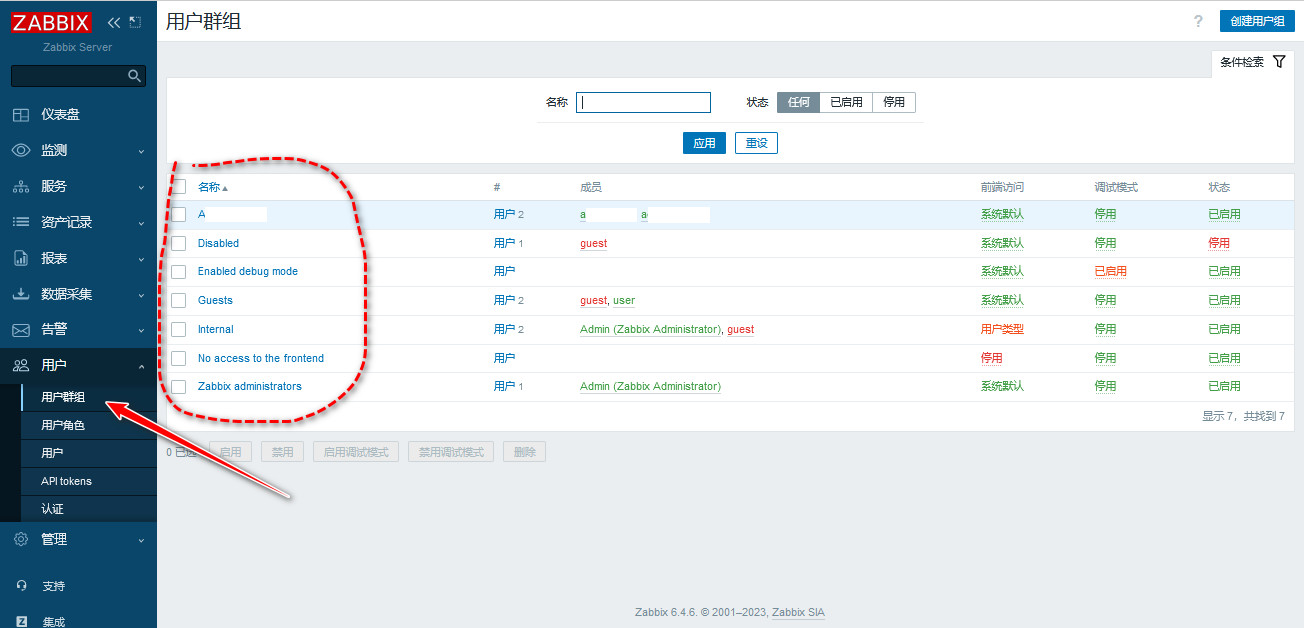 ZABBIX
用户群组
?
创建用户组
Zabbix Server
条件检索
仪表盘
监测
服务
资产记录
报表
数据采集
告警
用户
用户群组
用户角色
用户
API tokens
认证
管理
支持
集成
名称
状态 任何 已启用 停用
应用 重设
名称 # 成员 前端访问 调试模式 状态
A 用户 2 a a 系统默认 停用 已启用
Disabled 用户 1 guest 系统默认 停用 停用
Enabled debug mode 用户 系统默认 已启用 已启用
Guests 用户 2 guest, user 系统默认 停用 已启用
Internal 用户 2 Admin (Zabbix Administrator), guest 用户类型 停用 已启用
No access to the frontend 用户 停用 停用 已启用
Zabbix administrators 用户 1 Admin (Zabbix Administrator) 系统默认 停用 已启用
显示 7，共找到 7
0 已 启用 禁用 启用调试模式 禁用调试模式 删除
Zabbix 6.4.6. © 2001–2023, Zabbix SIA